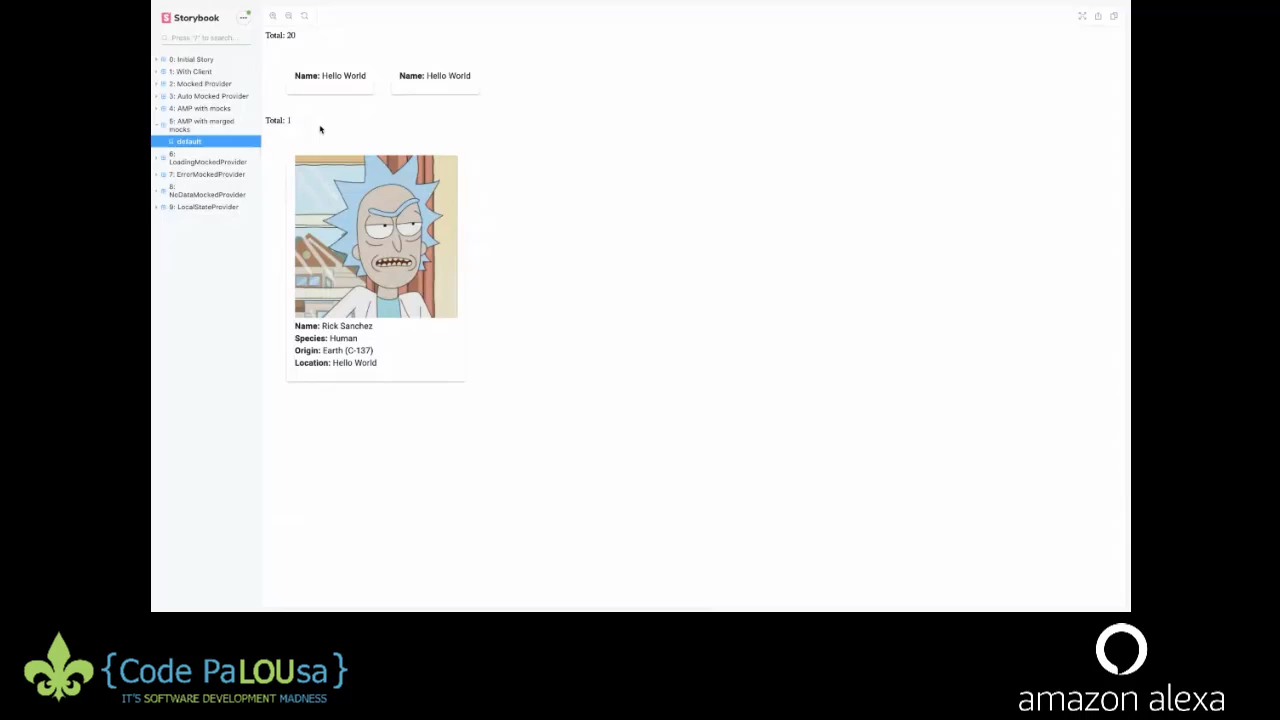 Storybook
Press "/" to search...
0: Initial Story
1: With Client
2: Mocked Provider
3: Auto Mocked Provider
4: AMP with mocks
5: AMP with merged
mocks
default
6:
LoadingMockedProvider
7: ErrorMockedProvider
8:
NoDataMockedProvider
9: LocalStateProvider
Total: 20
Name: Hello World
Name: Hello World
Total: 1
Name: Rick Sanchez
Species: Human
Origin: Earth (C-137)
Location: Hello World
{Code PaLOUsa}
IT'S SOFTWARE DEVELOPMENT MADNESS
amazon alexa